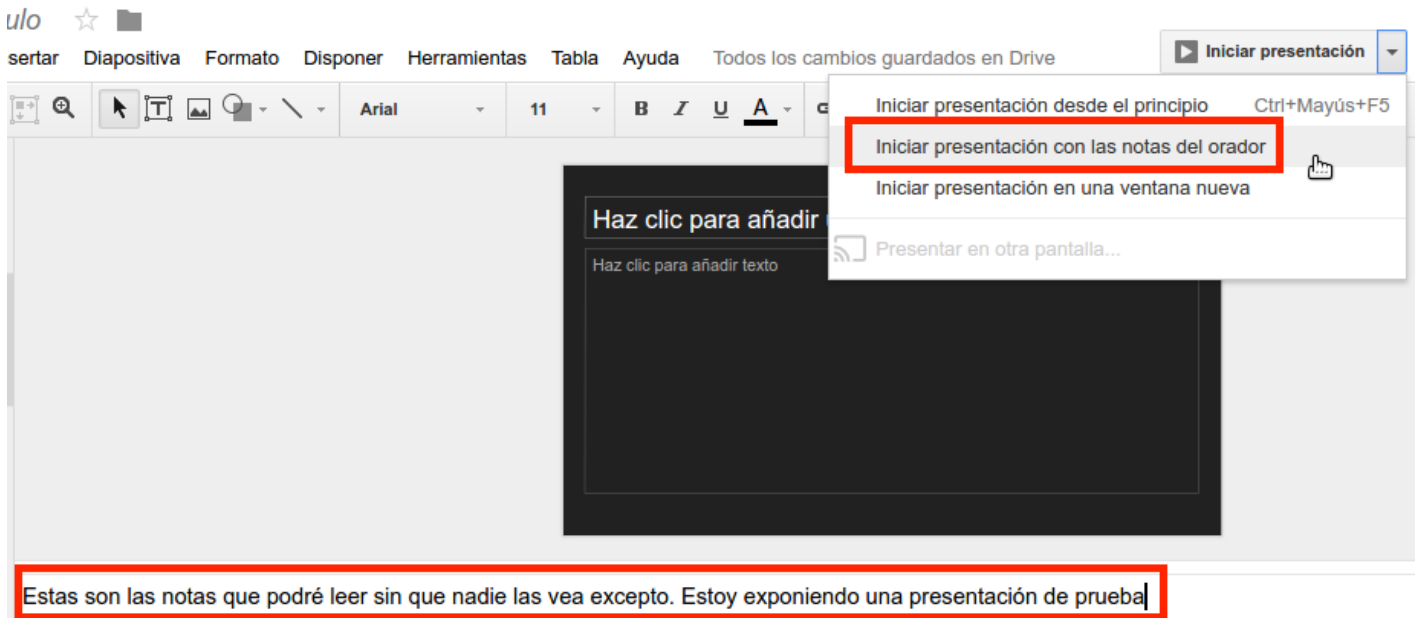 ulo
sertar Diapositiva Formato Disponer Herramientas Tabla Ayuda Todos los cambios guardados en Drive Iniciar presentación
Arial 11 B I U A
Iniciar presentación desde el principio Ctrl+Mayús+F5
Iniciar presentación con las notas del orador
Iniciar presentación en una ventana nueva
Presentar en otra pantalla...
Haz clic para añadir
Haz clic para añadir texto
Estas son las notas que podré leer sin que nadie las vea excepto. Estoy exponiendo una presentación de prueba